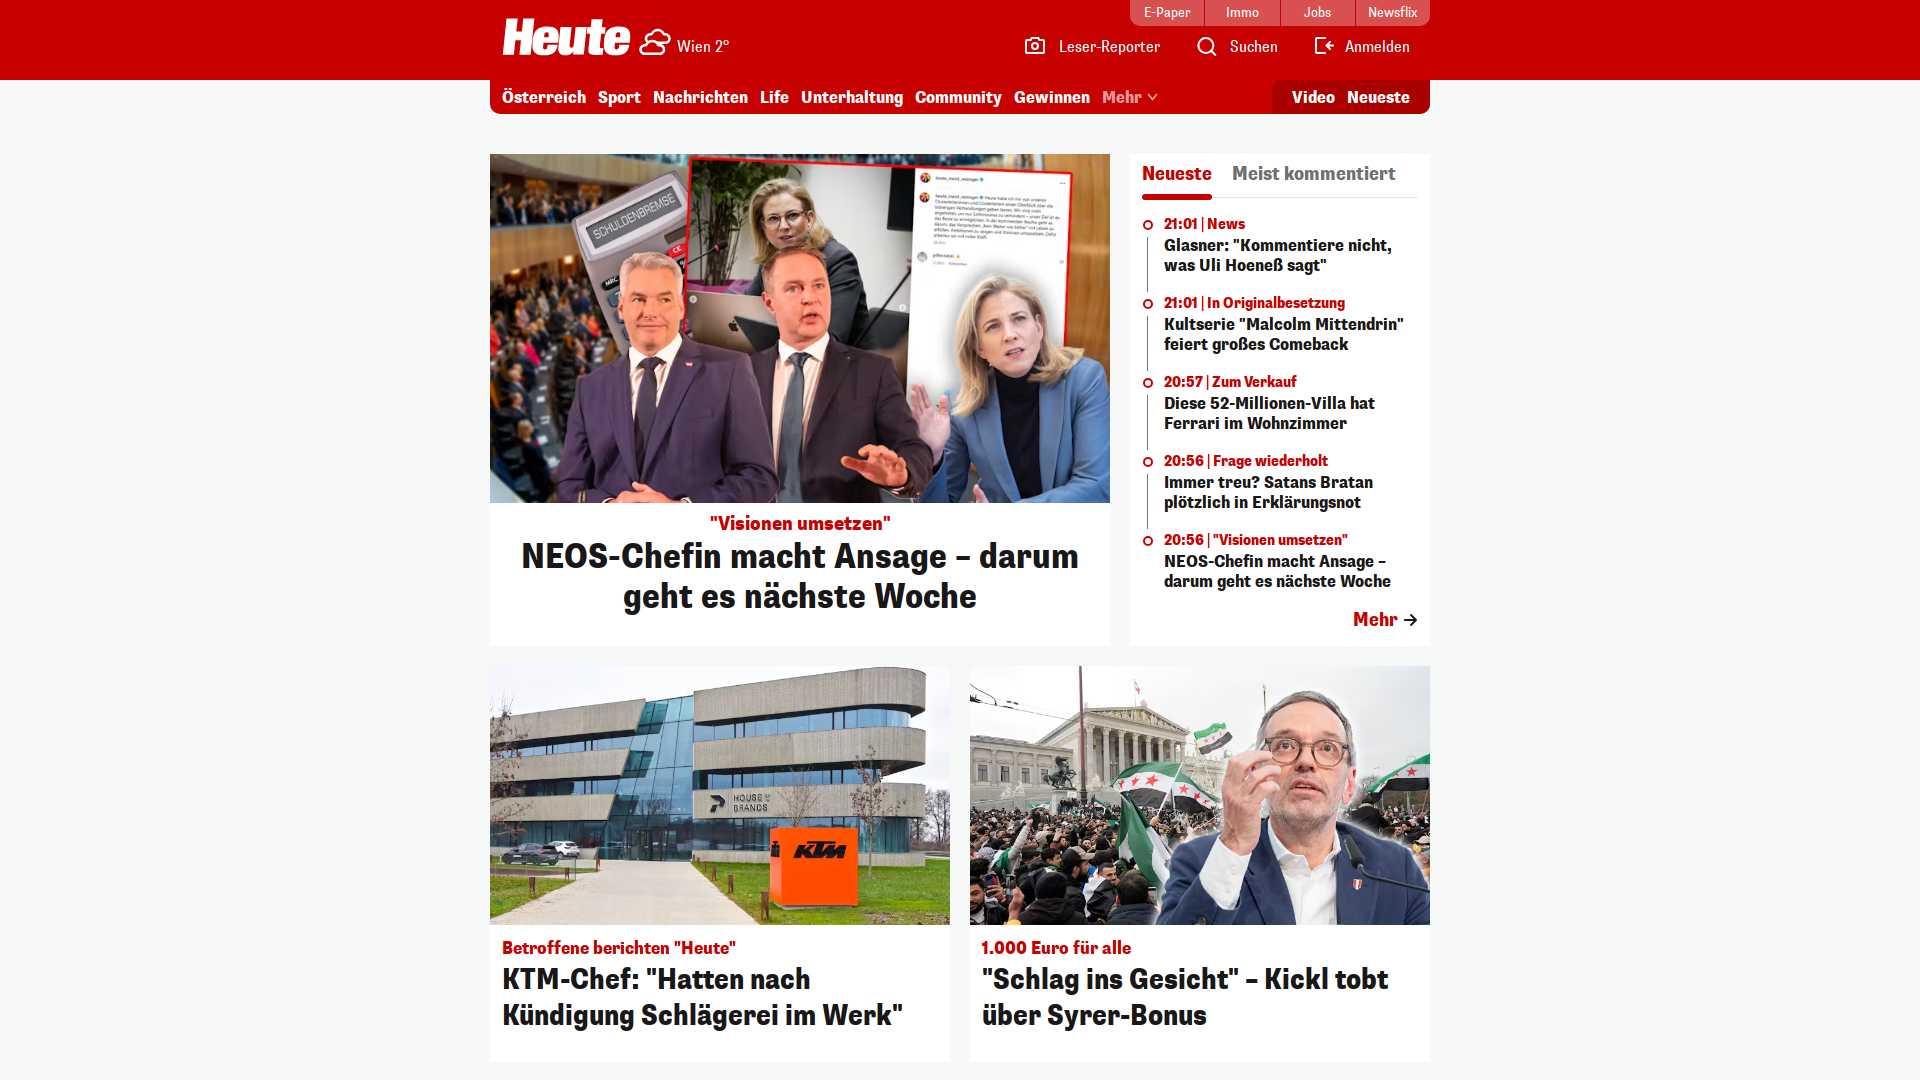 E-Paper
Immo
Jobs
Newsflix
Heute
Wien 2°
Leser-Reporter
Suchen
Anmelden
Österreich
Sport
Nachrichten
Life
Unterhaltung
Community
Gewinnen
Mehr
Video
Neueste
SCHULDENBREMSE
"Visionen umsetzen"
NEOS-Chefin macht Ansage – darum
geht es nächste Woche
Neueste
Meist kommentiert
21:01 | News
Glasner: "Kommentiere nicht,
was Uli Hoeneß sagt"
21:01 | In Originalbesetzung
Kultserie "Malcolm Mittendrin"
feiert großes Comeback
20:57 | Zum Verkauf
Diese 52-Millionen-Villa hat
Ferrari im Wohnzimmer
20:56 | Frage wiederholt
Immer treu? Satans Bratan
plötzlich in Erklärungsnot
20:56 | "Visionen umsetzen"
NEOS-Chefin macht Ansage –
darum geht es nächste Woche
Mehr
HOUSE OF
BRANDS
KTM
Betroffene berichten "Heute"
KTM-Chef: "Hatten nach
Kündigung Schlägerei im Werk"
1.000 Euro für alle
"Schlag ins Gesicht" – Kickl tobt
über Syrer-Bonus